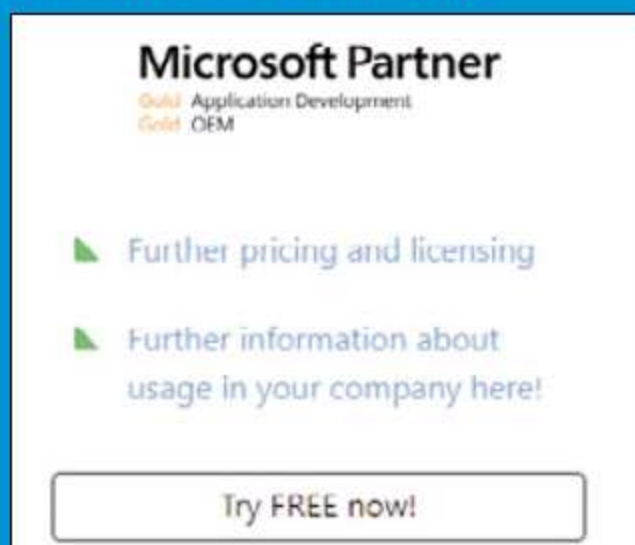 Microsoft Partner
Gold Application Development
Gold OEM
Further pricing and licensing
Further information about
usage in your company here!
Try FREE now!